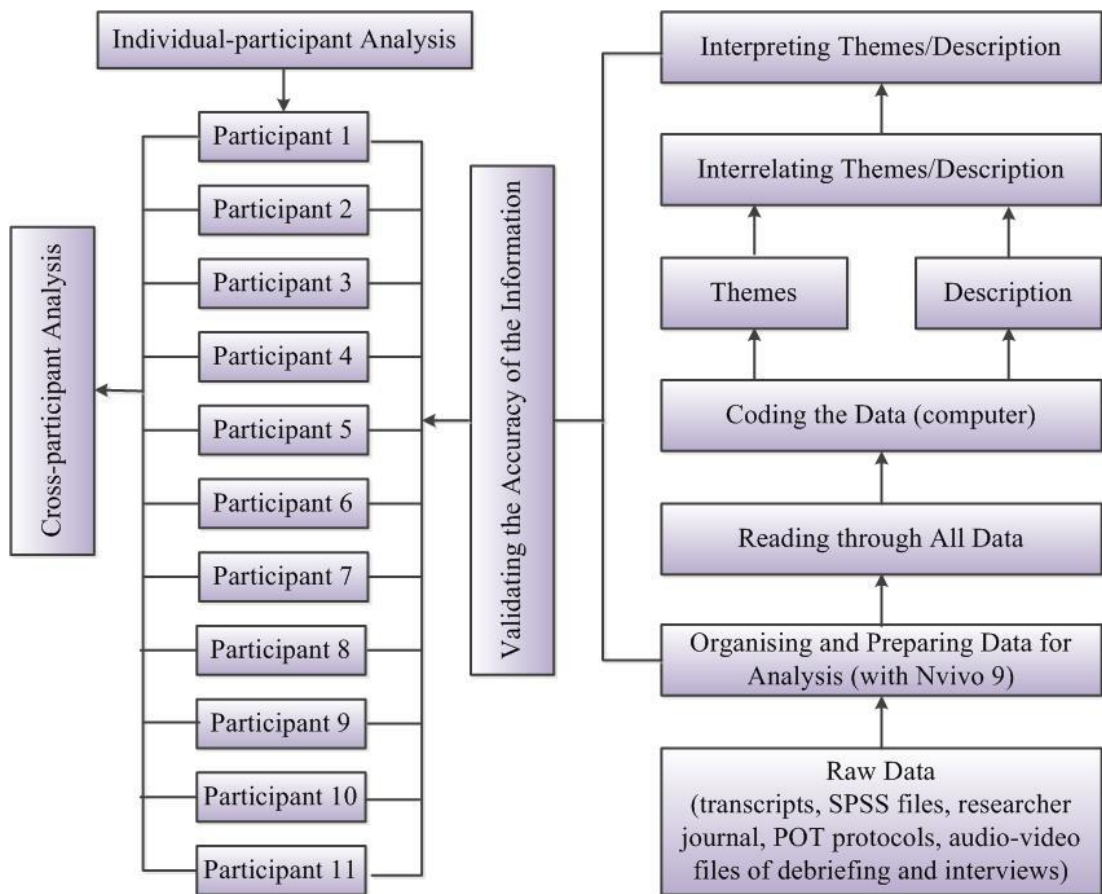 Individual-participant Analysis
Participant 1
Participant 2
Participant 3
Participant 4
Participant 5
Participant 6
Participant 7
Participant 8
Participant 9
Participant 10
Participant 11
Cross-participant Analysis
Validating the Accuracy of the Information
Interpreting Themes/Description
Interrelating Themes/Description
Themes
Description
Coding the Data (computer)
Reading through All Data
Organising and Preparing Data for
Analysis (with Nvivo 9)
Raw Data
(transcripts, SPSS files, researcher
journal, POT protocols, audio-video
files of debriefing and interviews)